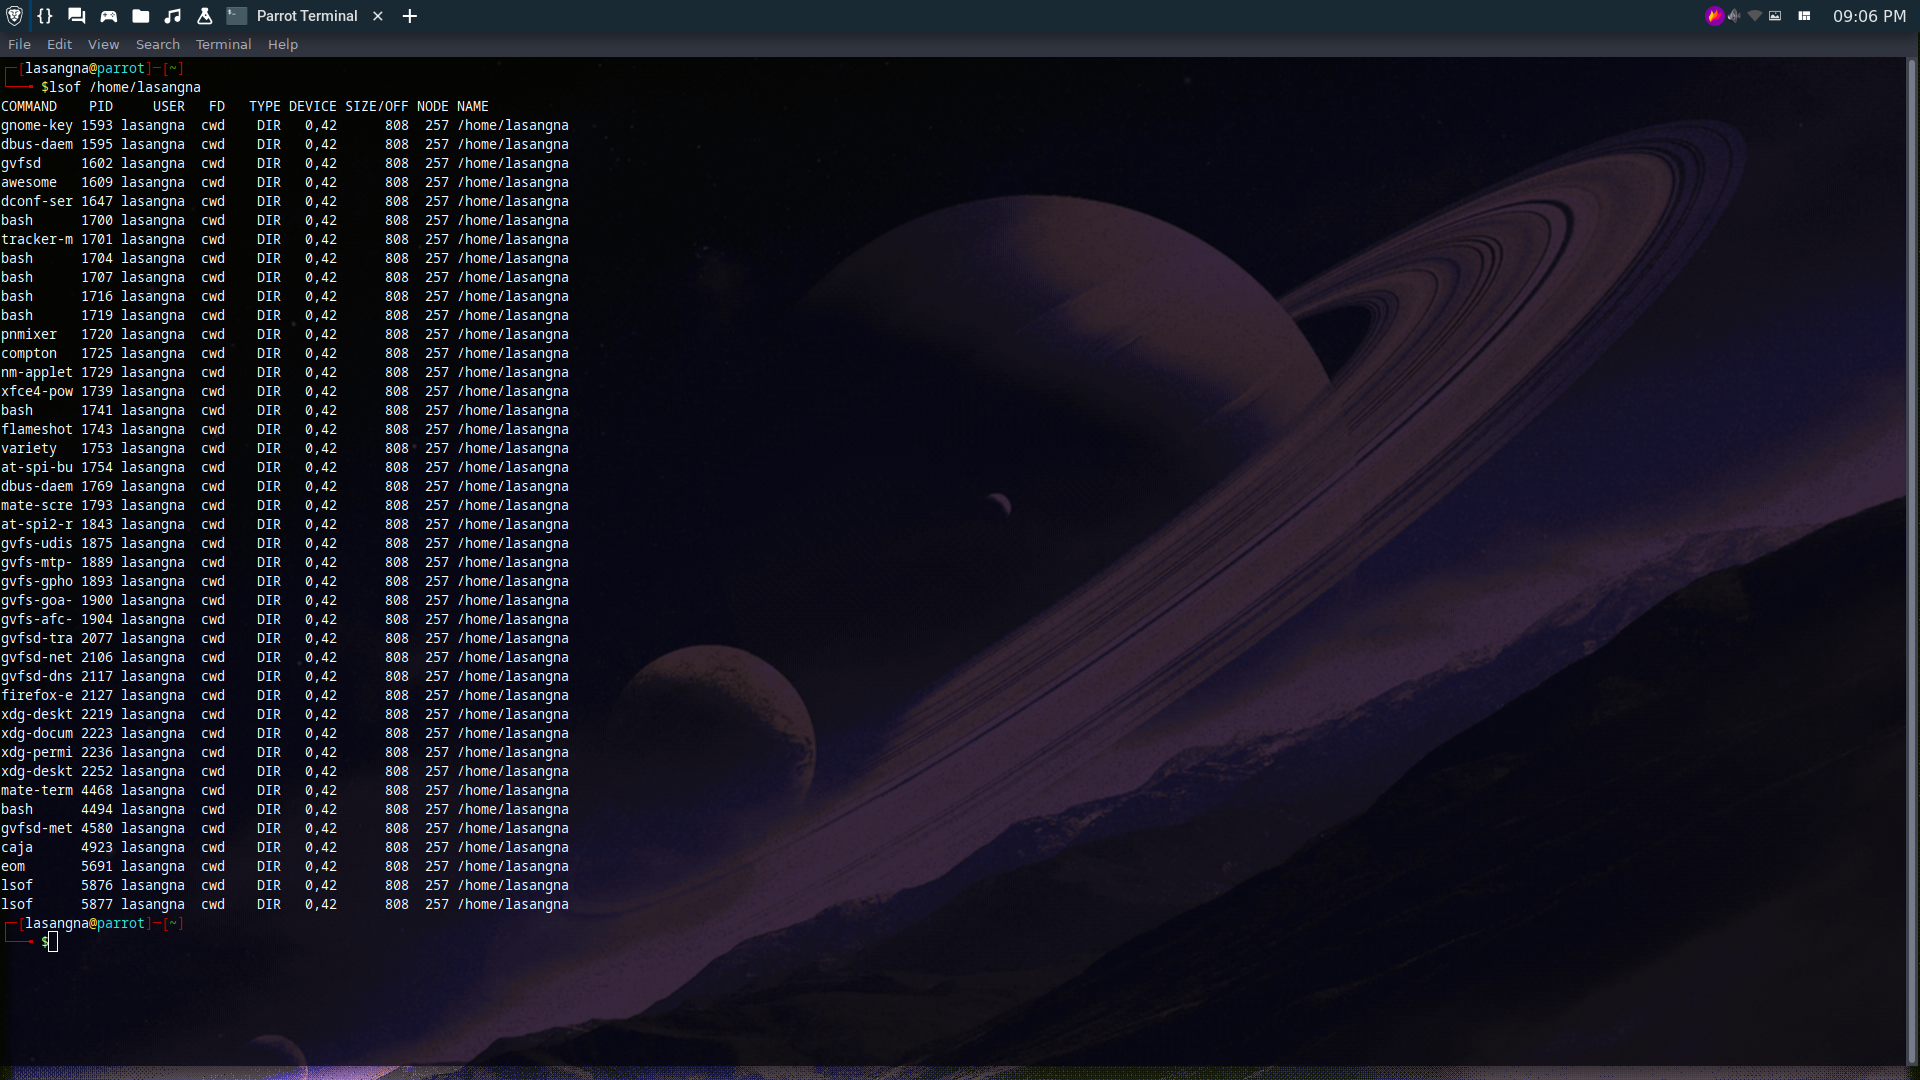 Parrot Terminal
09:06 PM
File Edit View Search Terminal Help
[lasangna@parrot]─[~]
$lsof /home/lasangna
COMMAND PID USER FD TYPE DEVICE SIZE/OFF NODE NAME
gnome-key 1593 lasangna cwd DIR 0,42 808 257 /home/lasangna
dbus-daem 1595 lasangna cwd DIR 0,42 808 257 /home/lasangna
gvfsd 1602 lasangna cwd DIR 0,42 808 257 /home/lasangna
awesome 1609 lasangna cwd DIR 0,42 808 257 /home/lasangna
dconf-ser 1647 lasangna cwd DIR 0,42 808 257 /home/lasangna
bash 1700 lasangna cwd DIR 0,42 808 257 /home/lasangna
tracker-m 1701 lasangna cwd DIR 0,42 808 257 /home/lasangna
bash 1704 lasangna cwd DIR 0,42 808 257 /home/lasangna
bash 1707 lasangna cwd DIR 0,42 808 257 /home/lasangna
bash 1716 lasangna cwd DIR 0,42 808 257 /home/lasangna
bash 1719 lasangna cwd DIR 0,42 808 257 /home/lasangna
pnmixer 1720 lasangna cwd DIR 0,42 808 257 /home/lasangna
compton 1725 lasangna cwd DIR 0,42 808 257 /home/lasangna
nm-applet 1729 lasangna cwd DIR 0,42 808 257 /home/lasangna
xfce4-pow 1739 lasangna cwd DIR 0,42 808 257 /home/lasangna
bash 1741 lasangna cwd DIR 0,42 808 257 /home/lasangna
flameshot 1743 lasangna cwd DIR 0,42 808 257 /home/lasangna
variety 1753 lasangna cwd DIR 0,42 808 257 /home/lasangna
at-spi-bu 1754 lasangna cwd DIR 0,42 808 257 /home/lasangna
dbus-daem 1769 lasangna cwd DIR 0,42 808 257 /home/lasangna
mate-scre 1793 lasangna cwd DIR 0,42 808 257 /home/lasangna
at-spi2-r 1843 lasangna cwd DIR 0,42 808 257 /home/lasangna
gvfs-udis 1875 lasangna cwd DIR 0,42 808 257 /home/lasangna
gvfs-mtp- 1889 lasangna cwd DIR 0,42 808 257 /home/lasangna
gvfs-gpho 1893 lasangna cwd DIR 0,42 808 257 /home/lasangna
gvfs-goa- 1900 lasangna cwd DIR 0,42 808 257 /home/lasangna
gvfs-afc- 1904 lasangna cwd DIR 0,42 808 257 /home/lasangna
gvfsd-tra 2077 lasangna cwd DIR 0,42 808 257 /home/lasangna
gvfsd-net 2106 lasangna cwd DIR 0,42 808 257 /home/lasangna
gvfsd-dns 2117 lasangna cwd DIR 0,42 808 257 /home/lasangna
firefox-e 2127 lasangna cwd DIR 0,42 808 257 /home/lasangna
xdg-deskt 2219 lasangna cwd DIR 0,42 808 257 /home/lasangna
xdg-docum 2223 lasangna cwd DIR 0,42 808 257 /home/lasangna
xdg-permi 2236 lasangna cwd DIR 0,42 808 257 /home/lasangna
xdg-deskt 2252 lasangna cwd DIR 0,42 808 257 /home/lasangna
mate-term 4468 lasangna cwd DIR 0,42 808 257 /home/lasangna
bash 4494 lasangna cwd DIR 0,42 808 257 /home/lasangna
gvfsd-met 4580 lasangna cwd DIR 0,42 808 257 /home/lasangna
caja 4923 lasangna cwd DIR 0,42 808 257 /home/lasangna
eom 5691 lasangna cwd DIR 0,42 808 257 /home/lasangna
lsof 5876 lasangna cwd DIR 0,42 808 257 /home/lasangna
lsof 5877 lasangna cwd DIR 0,42 808 257 /home/lasangna
[lasangna@parrot]─[~]
$